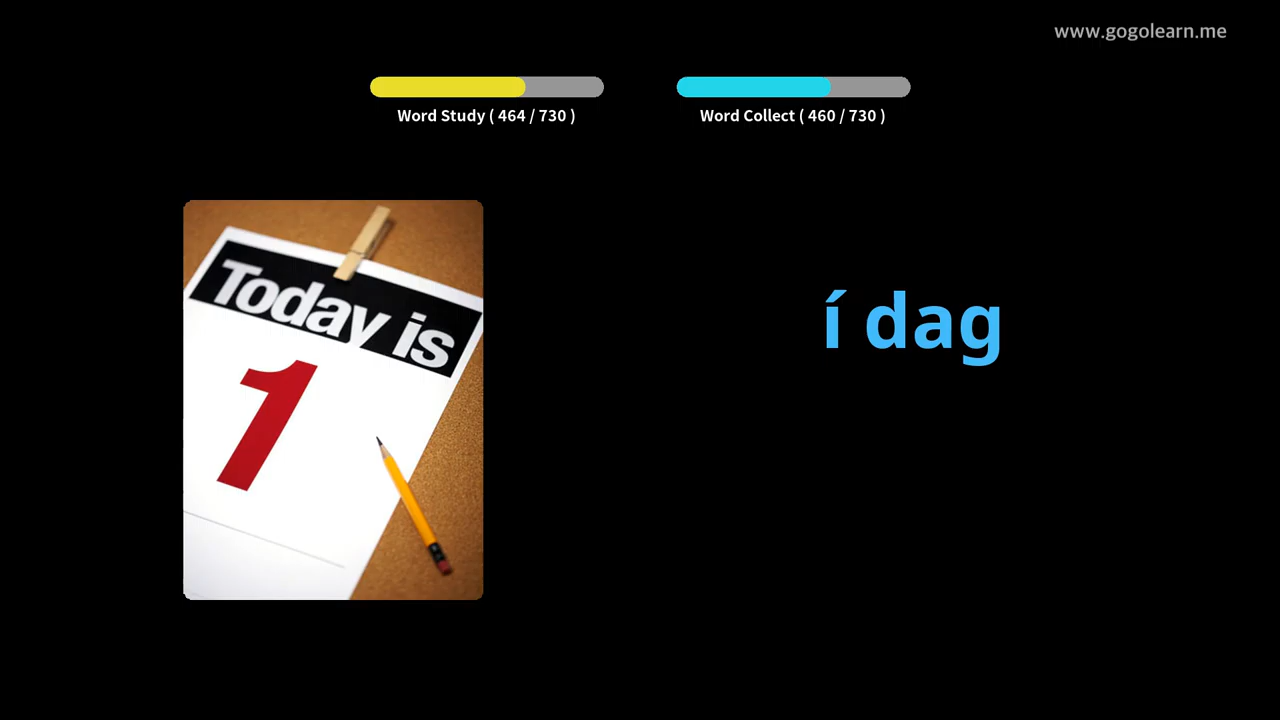 www.gogolearn.me
Word Study ( 464 / 730 )
Word Collect ( 460 / 730 )
Today is
1
í dag